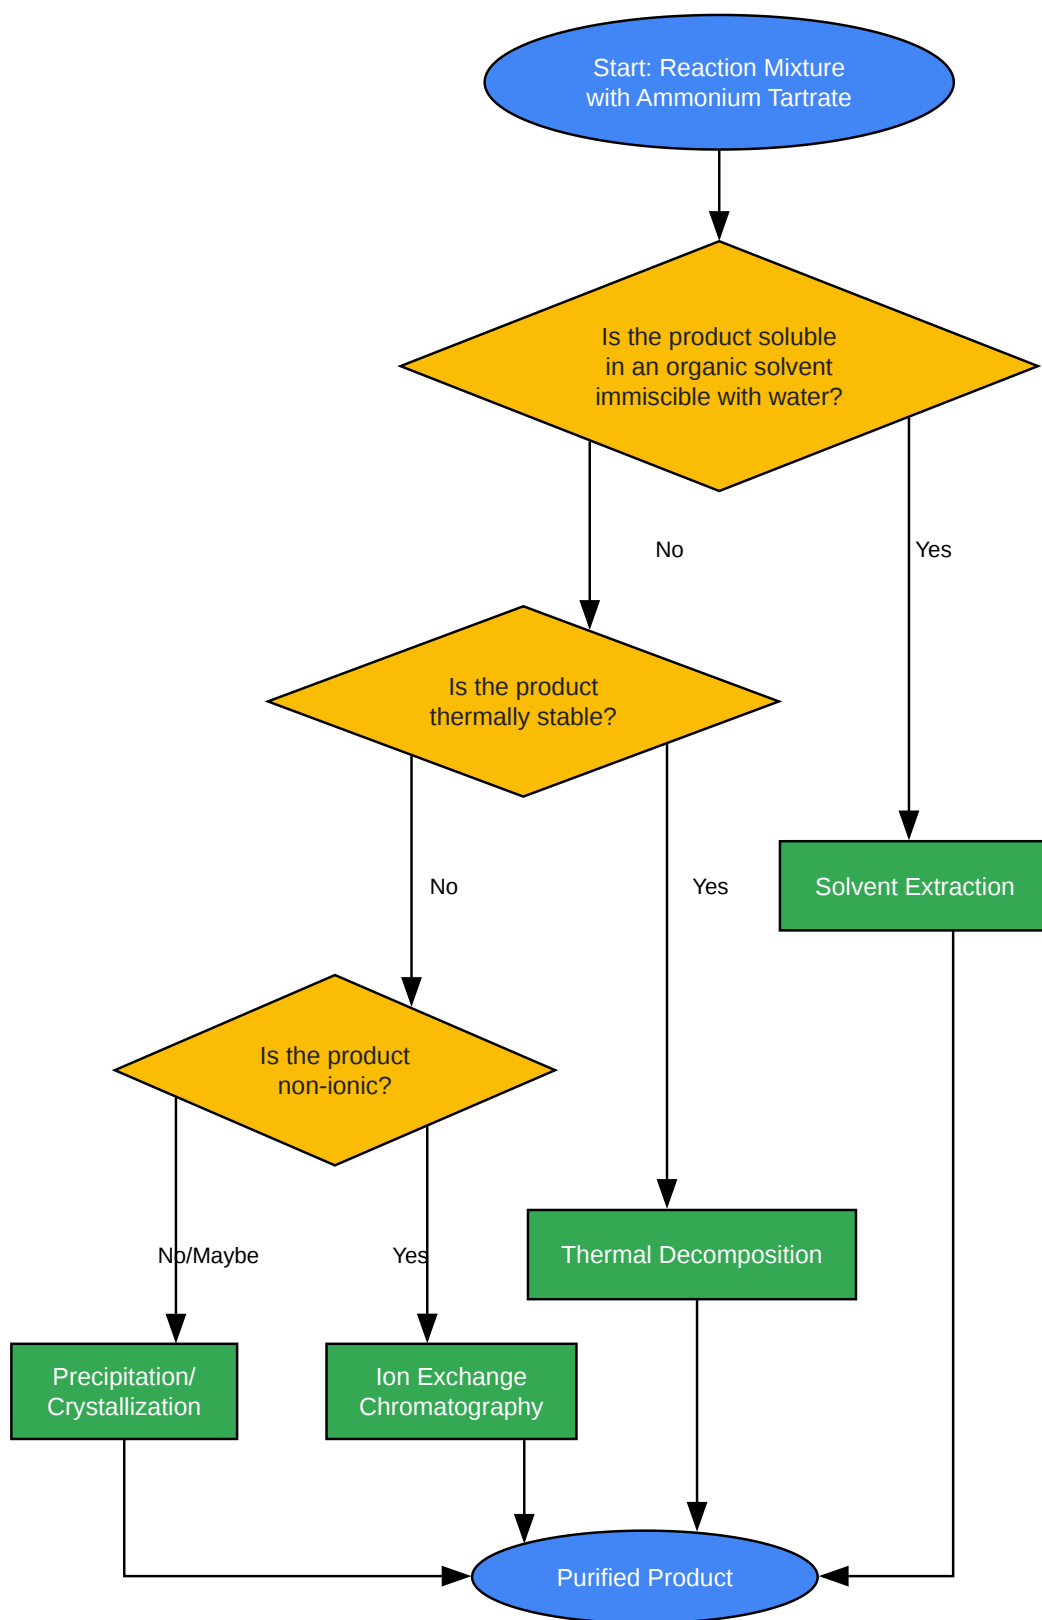 Start: Reaction Mixture
with Ammonium Tartrate
Is the product soluble
in an organic solvent
immiscible with water?
No
Yes
Is the product
thermally stable?
No
Yes
Solvent Extraction
Is the product
non-ionic?
No/Maybe
Yes
Thermal Decomposition
Precipitation/
Crystallization
Ion Exchange
Chromatography
Purified Product